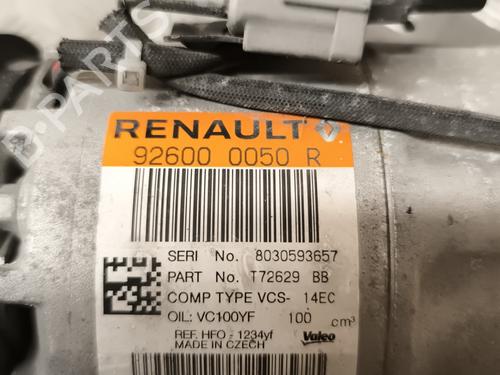 RENAULT
92600 0050 R
SERI No. 8030593657
PART No. T72629 BB
COMP TYPE VCS- 14EC
OIL: VC100YF 100 cm³
REF. HFO - 1234yf
MADE IN CZECH
Valeo